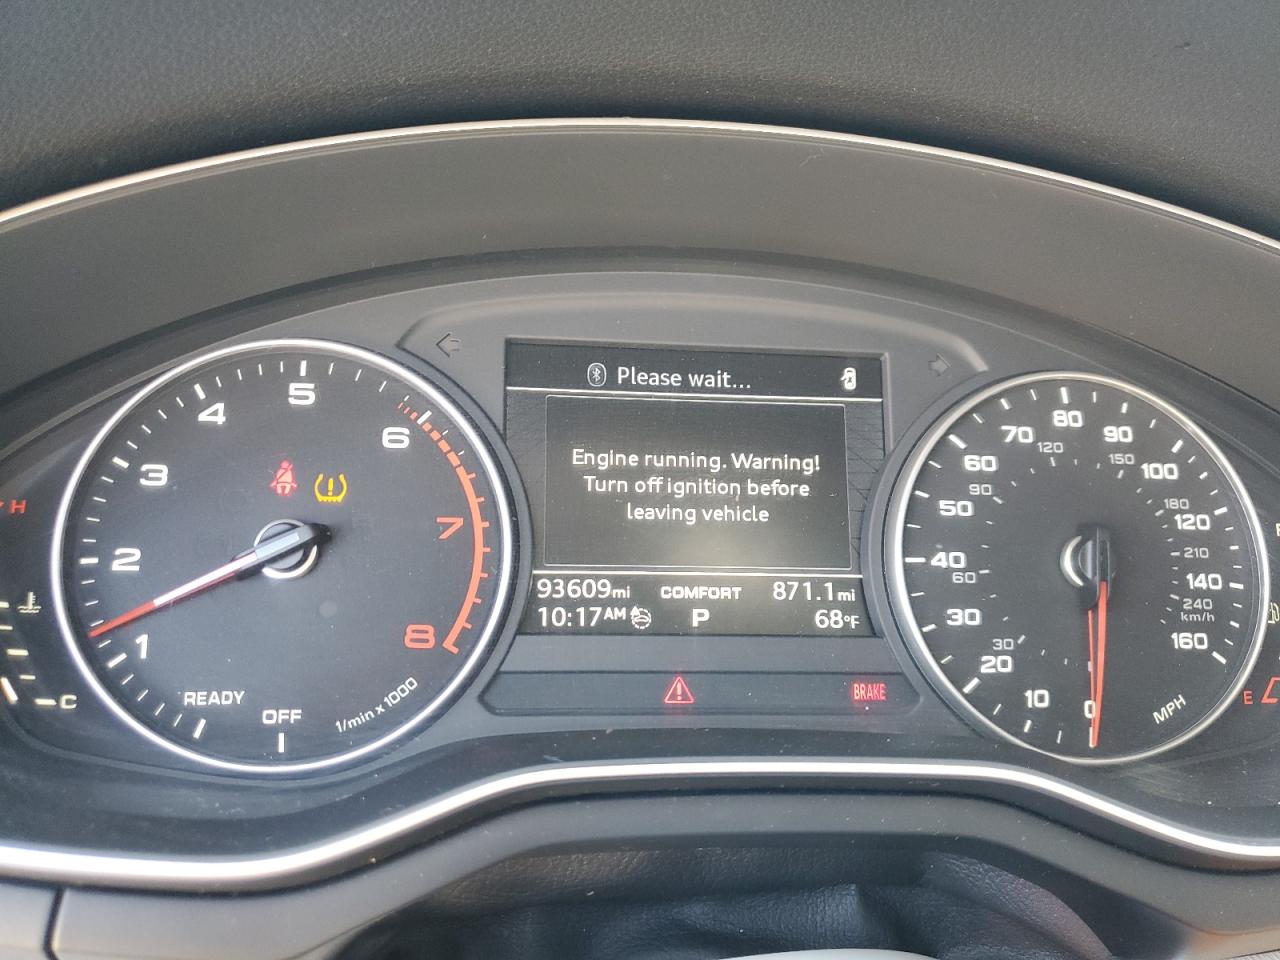 Please wait...
Engine running. Warning!
Turn off ignition before
leaving vehicle
93609mi COMFORT 871.1mi
10:17AM P 68°F
BRAKE
1
2
3
4
5
6
7
8
READY
OFF
1/min x 1000
H
C
0
10
20
30
40
50
60
70
80
90
100
120
140
160
30
60
90
120
150
180
210
240
km/h
MPH
E